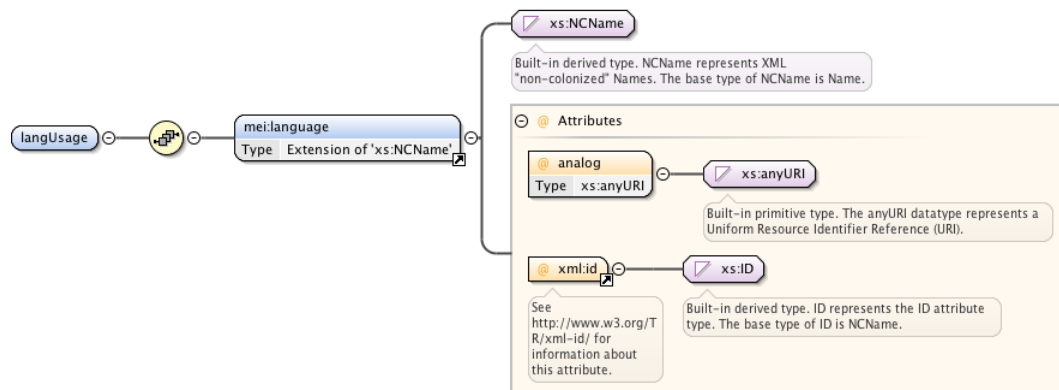 xs:NCName
Built-in derived type. NCName represents XML
"non-colonized" Names. The base type of NCName is Name.
langUsage
mei:language
Type Extension of 'xs:NCName'
@ Attributes
@ analog
Type xs:anyURI
xs:anyURI
Built-in primitive type. The anyURI datatype represents a
Uniform Resource Identifier Reference (URI).
@ xml:id
xs:ID
See
http://www.w3.org/T
R/xml-id/ for
information about
this attribute.
Built-in derived type. ID represents the ID attribute
type. The base type of ID is NCName.